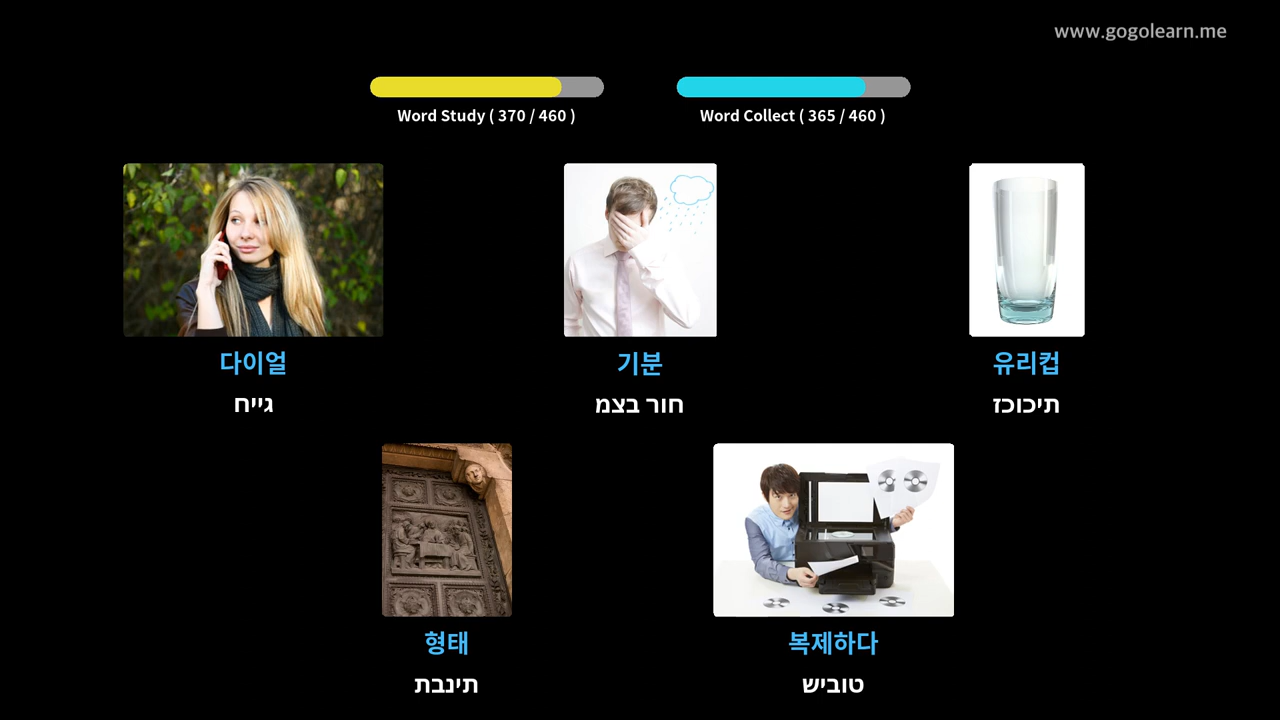 www.gogolearn.me
Word Study ( 370 / 460 )
Word Collect ( 365 / 460 )
다이얼
גייח
기분
חור בצמ
유리컵
תיכוכז
형태
תינבת
복제하다
טוביש